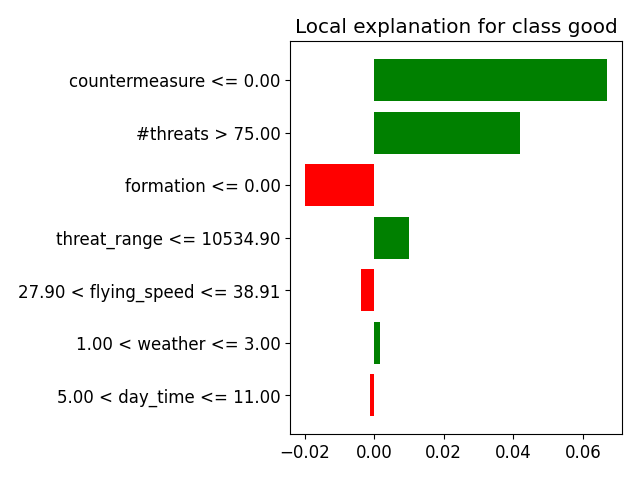 Local explanation for class good
countermeasure <= 0.00
#threats > 75.00
formation <= 0.00
threat_range <= 10534.90
27.90 < flying_speed <= 38.91
1.00 < weather <= 3.00
5.00 < day_time <= 11.00
−0.02 0.00 0.02 0.04 0.06